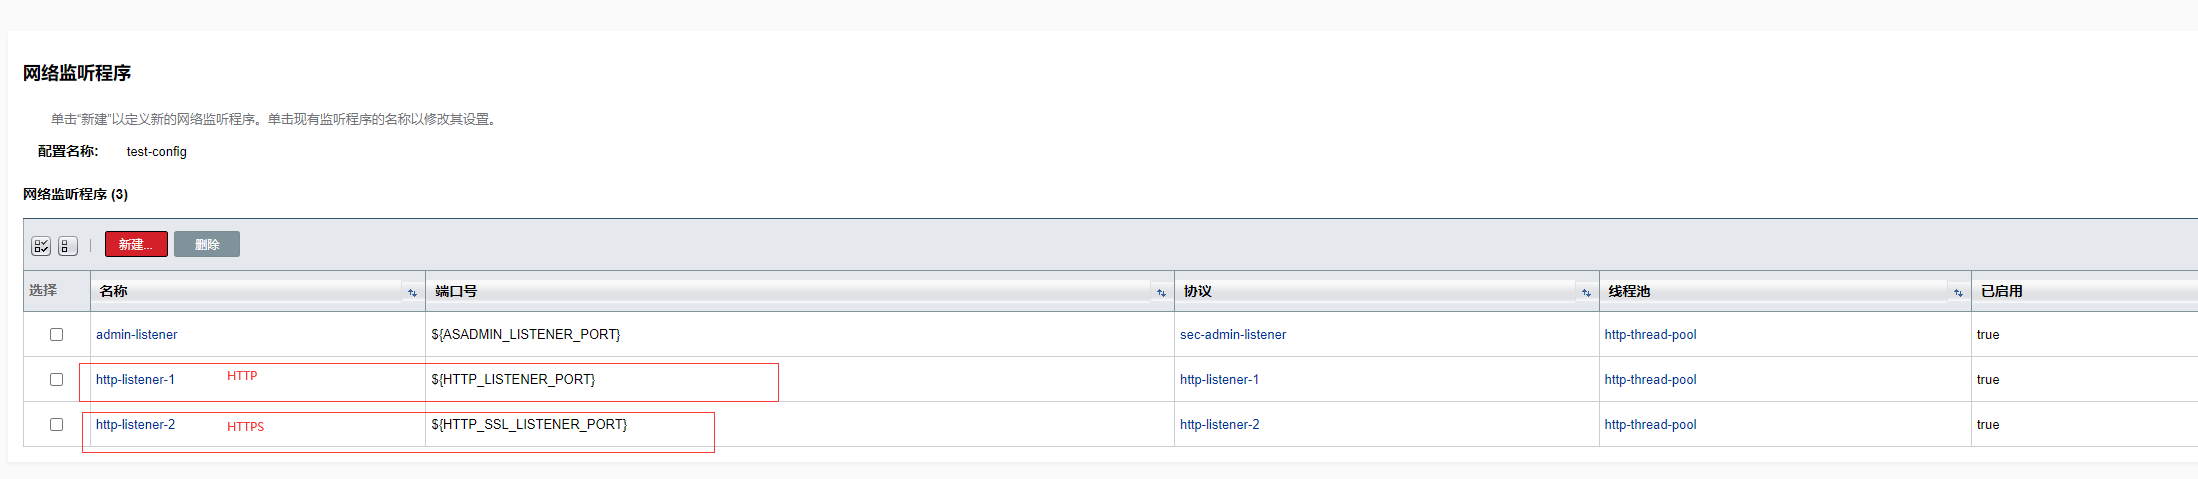 网络监听程序
单击“新建”以定义新的网络监听程序。单击现有监听程序的名称以修改其设置。
配置名称: test-config
网络监听程序 (3)
新建... 删除
选择 名称 端口号 协议 线程池 已启用
admin-listener ${ASADMIN_LISTENER_PORT} sec-admin-listener http-thread-pool true
http-listener-1 HTTP ${HTTP_LISTENER_PORT} http-listener-1 http-thread-pool true
http-listener-2 HTTPS ${HTTP_SSL_LISTENER_PORT} http-listener-2 http-thread-pool true